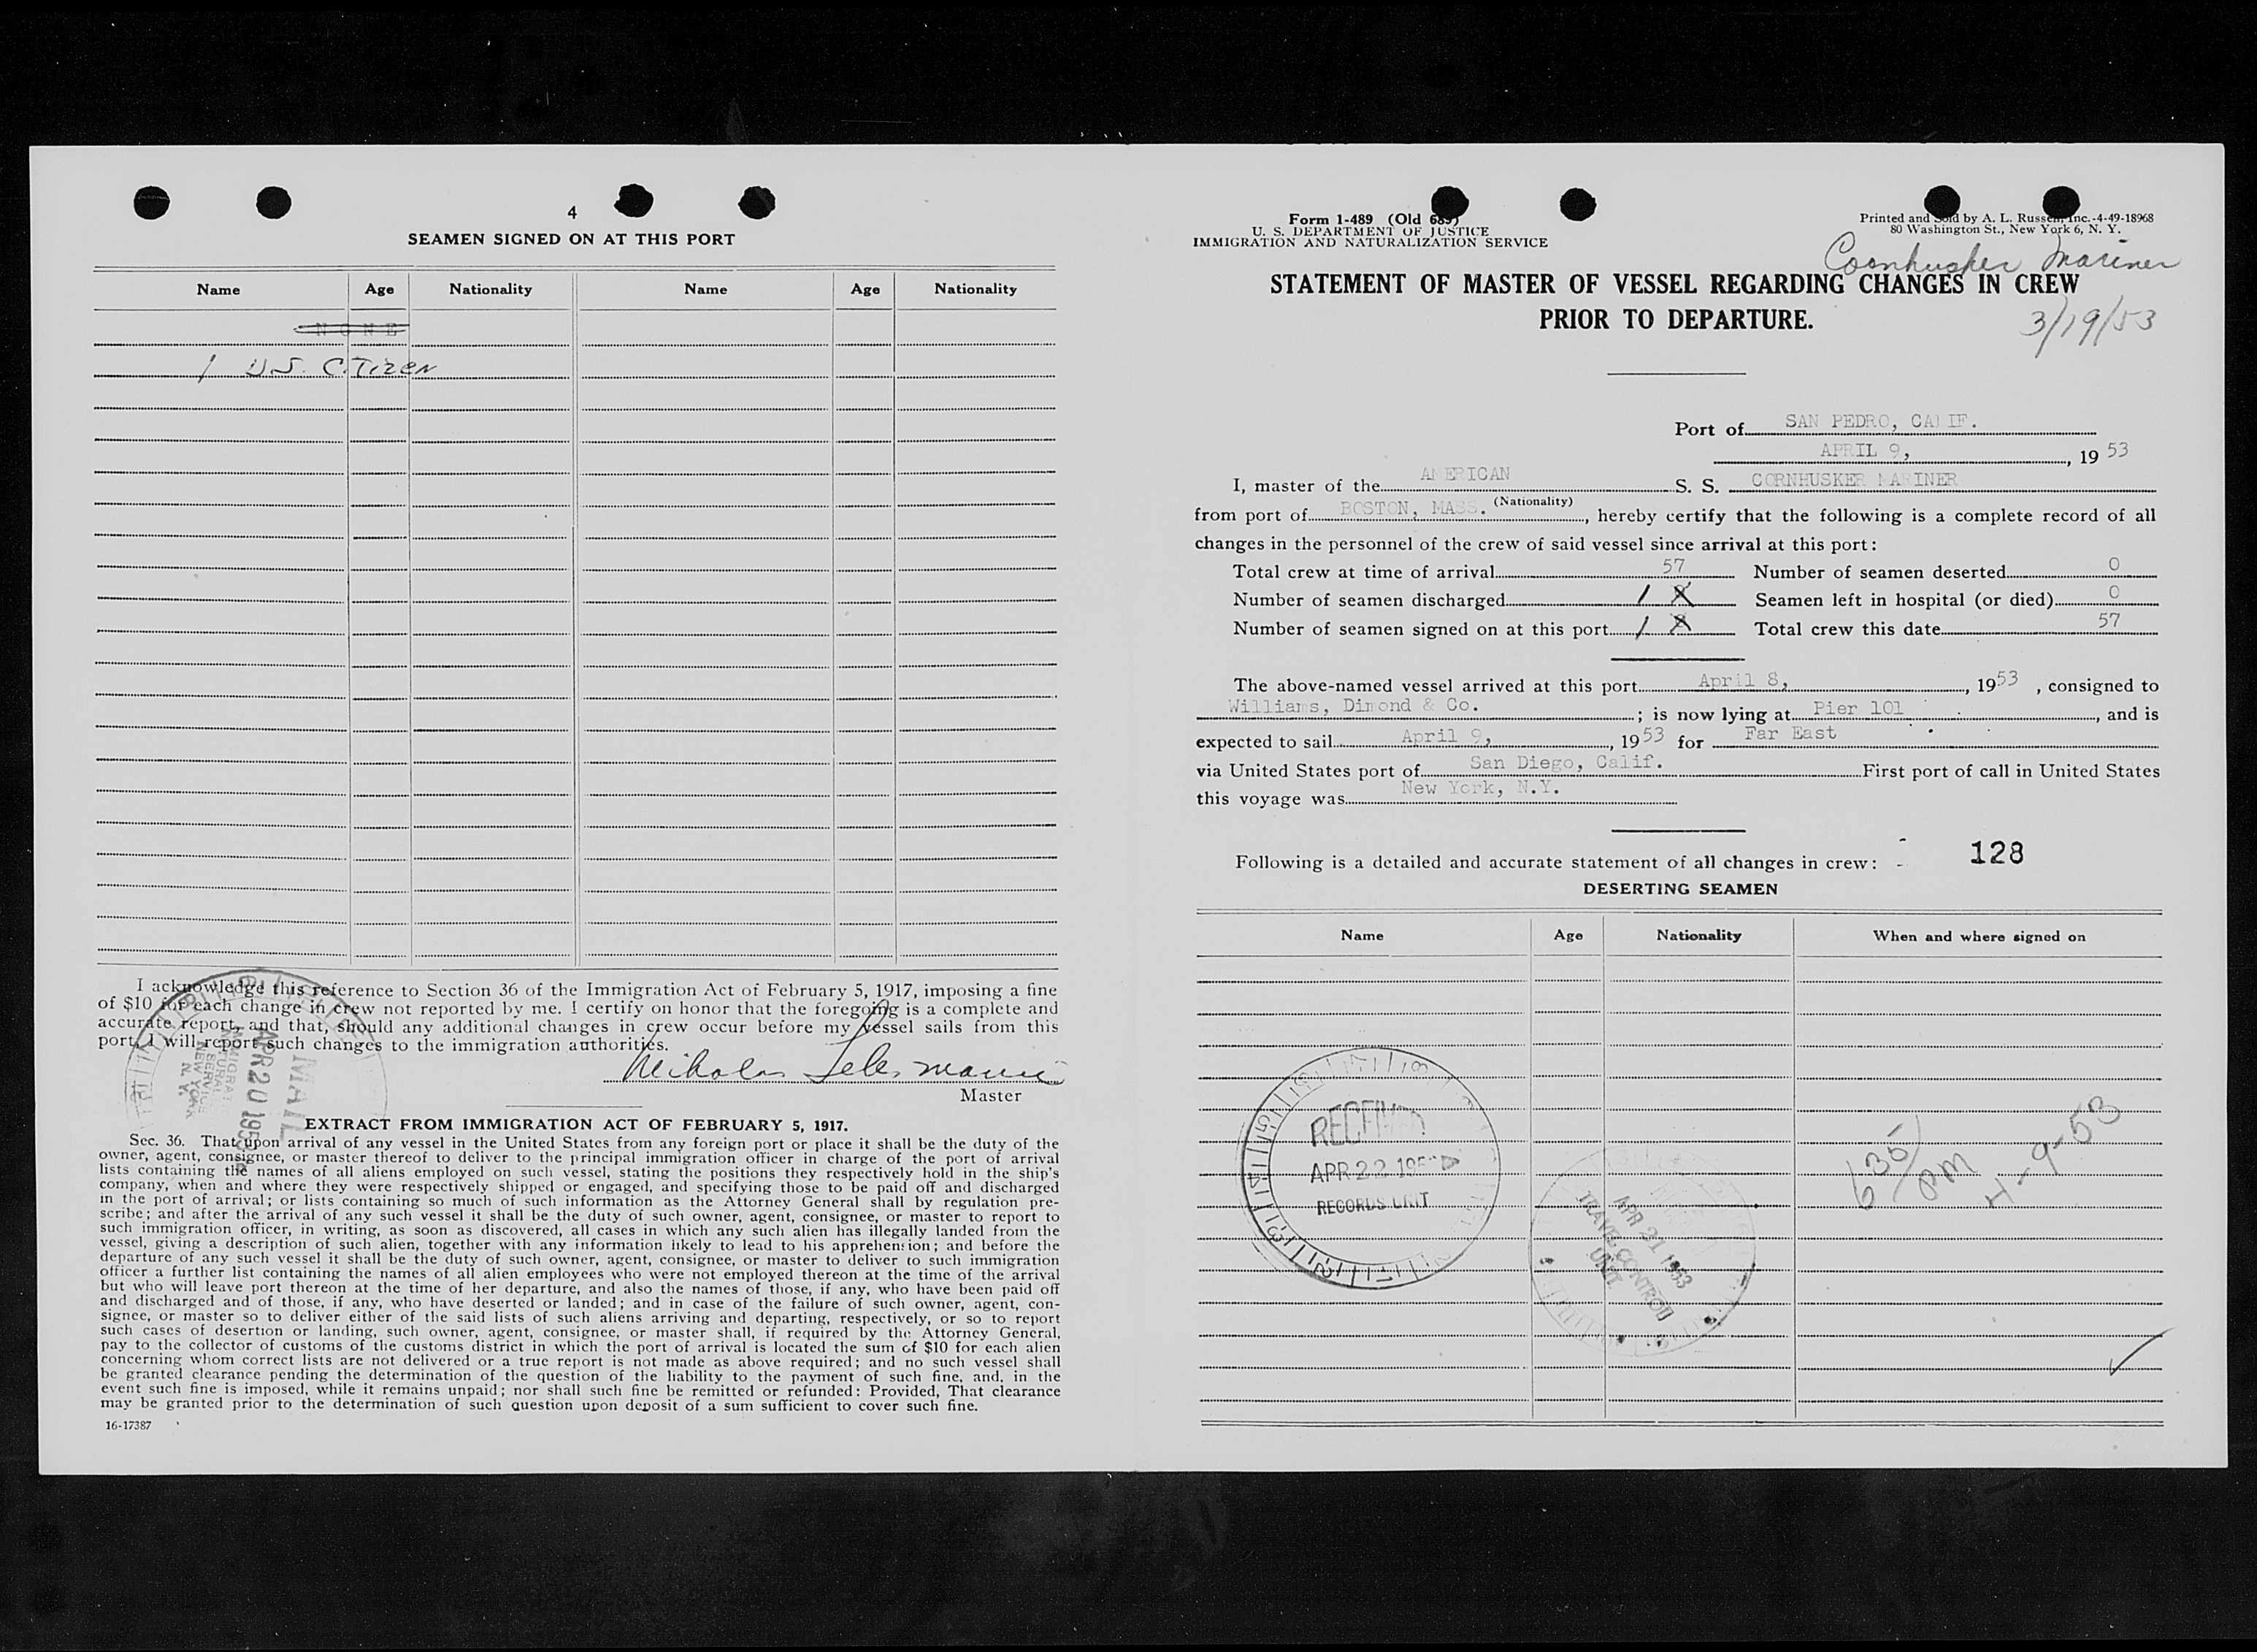 4
SEAMEN SIGNED ON AT THIS PORT
Name Age Nationality Name Age Nationality
NONE
1 U.S. CiTizen
I acknowledge this reference to Section 36 of the Immigration Act of February 5, 1917, imposing a fine
of $10 for each change in crew not reported by me. I certify on honor that the foregoing is a complete and
accurate report, and that, should any additional changes in crew occur before my vessel sails from this
port, I will report such changes to the immigration authorities.
Master
MAIL
APR 20 1953
NEW YORK
N. Y.
EXTRACT FROM IMMIGRATION ACT OF FEBRUARY 5, 1917.
Sec. 36. That upon arrival of any vessel in the United States from any foreign port or place it shall be the duty of the
owner, agent, consignee, or master thereof to deliver to the principal immigration officer in charge of the port of arrival
lists containing the names of all aliens employed on such vessel, stating the positions they respectively hold in the ship's
company, when and where they were respectively shipped or engaged, and specifying those to be paid off and discharged
in the port of arrival; or lists containing so much of such information as the Attorney General shall by regulation pre-
scribe; and after the arrival of any such vessel it shall be the duty of such owner, agent, consignee, or master to report to
such immigration officer, in writing, as soon as discovered, all cases in which any such alien has illegally landed from the
vessel, giving a description of such alien, together with any information likely to lead to his apprehension; and before the
departure of any such vessel it shall be the duty of such owner, agent, consignee, or master to deliver to such immigration
officer a further list containing the names of all alien employees who were not employed thereon at the time of the arrival
but who will leave port thereon at the time of her departure, and also the names of those, if any, who have been paid off
and discharged and of those, if any, who have deserted or landed; and in case of the failure of such owner, agent, con-
signee, or master so to deliver either of the said lists of such aliens arriving and departing, respectively, or so to report
such cases of desertion or landing, such owner, agent, consignee, or master shall, if required by the Attorney General,
pay to the collector of customs of the customs district in which the port of arrival is located the sum of $10 for each alien
concerning whom correct lists are not delivered or a true report is not made as above required; and no such vessel shall
be granted clearance pending the determination of the question of the liability to the payment of such fine, and, in the
event such fine is imposed, while it remains unpaid; nor shall such fine be remitted or refunded: Provided, That clearance
may be granted prior to the determination of such question upon deposit of a sum sufficient to cover such fine.
16-17387
Form 1-489 (Old 689)
U. S. DEPARTMENT OF JUSTICE
IMMIGRATION AND NATURALIZATION SERVICE
Printed and Sold by A. L. Russell, Inc.-4-49-18968
80 Washington St., New York 6, N. Y.
Cornhusker Mariner
STATEMENT OF MASTER OF VESSEL REGARDING CHANGES IN CREW
PRIOR TO DEPARTURE.
3/19/53
Port of SAN PEDRO, CALIF.
APRIL 9, 1953
I, master of the AMERICAN S. S. CORNHUSKER MARINER
(Nationality)
from port of BOSTON, MASS. , hereby certify that the following is a complete record of all
changes in the personnel of the crew of said vessel since arrival at this port:
Total crew at time of arrival 57 Number of seamen deserted 0
Number of seamen discharged 1 Seamen left in hospital (or died) 0
Number of seamen signed on at this port 1 Total crew this date 57
The above-named vessel arrived at this port April 8, , 1953 , consigned to
Williams, Dimond & Co. ; is now lying at Pier 101 , and is
expected to sail April 9, , 1953 for Far East
via United States port of San Diego, Calif. First port of call in United States
this voyage was New York, N.Y.
Following is a detailed and accurate statement of all changes in crew: - 128
DESERTING SEAMEN
Name Age Nationality When and where signed on
RECEIVED
APR 22 195
RECORDS UNIT
APR 21 1953
TRAVEL CONTROL
UNIT
635
PM
4-9-53